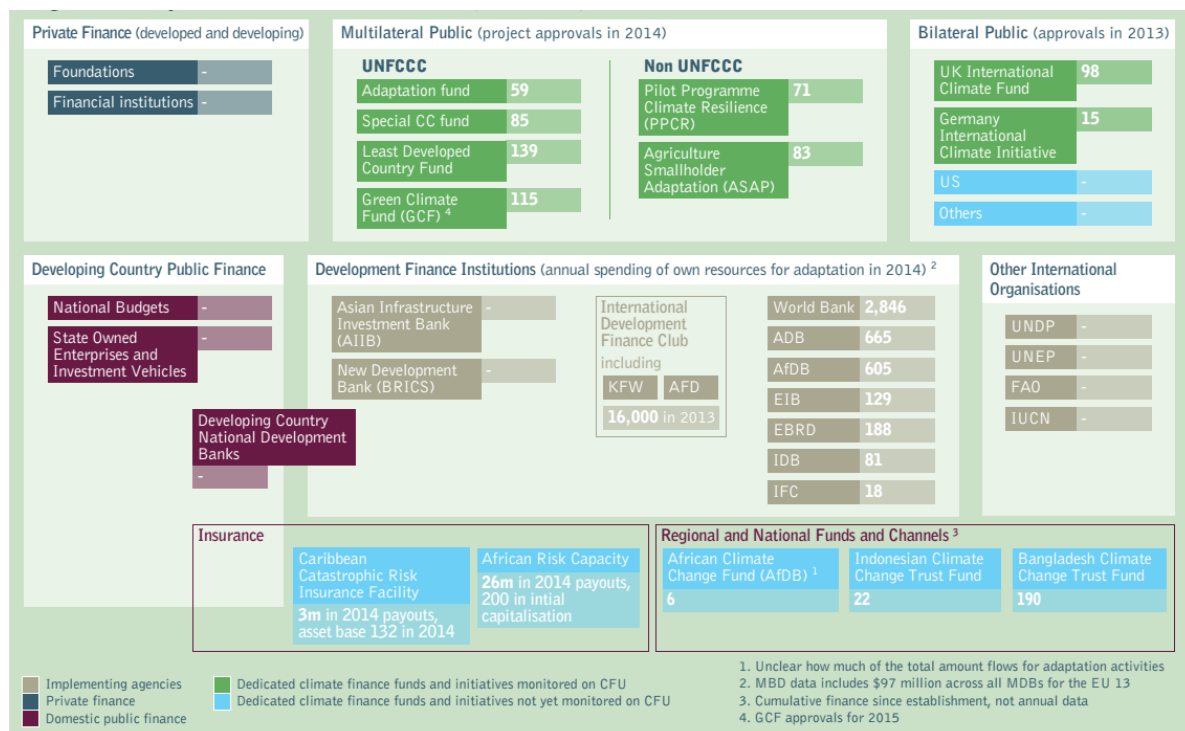 Private Finance (developed and developing)
Foundations -
Financial institutions -
Multilateral Public (project approvals in 2014)
UNFCCC
Adaptation fund 59
Special CC fund 85
Least Developed 139
Country Fund
Green Climate 115
Fund (GCF) 4
Non UNFCCC
Pilot Programme 71
Climate Resilience
(PPCR)
Agriculture 83
Smallholder
Adaptation (ASAP)
Bilateral Public (approvals in 2013)
UK International 98
Climate Fund
Germany 15
International
Climate Initiative
US -
Others -
Developing Country Public Finance
National Budgets -
State Owned -
Enterprises and
Investment Vehicles
Developing Country
National Development
Banks
-
Development Finance Institutions (annual spending of own resources for adaptation in 2014) 2
Asian Infrastructure -
Investment Bank
(AIIB)
New Development -
Bank (BRICS)
International
Development
Finance Club
including
KFW AFD
16,000 in 2013
World Bank 2,846
ADB 665
AfDB 605
EIB 129
EBRD 188
IDB 81
IFC 18
Other International
Organisations
UNDP -
UNEP -
FAO -
IUCN -
Insurance
Caribbean
Catastrophic Risk
Insurance Facility
3m in 2014 payouts,
asset base 132 in 2014
African Risk Capacity
26m in 2014 payouts,
200 in intial
capitalisation
Regional and National Funds and Channels 3
African Climate
Change Fund (AfDB) 1
6
Indonesian Climate
Change Trust Fund
22
Bangladesh Climate
Change Trust Fund
190
Implementing agencies
Private finance
Domestic public finance
Dedicated climate finance funds and initiatives monitored on CFU
Dedicated climate finance funds and initiatives not yet monitored on CFU
1. Unclear how much of the total amount flows for adaptation activities
2. MBD data includes $97 million across all MDBs for the EU 13
3. Cumulative finance since establishment, not annual data
4. GCF approvals for 2015